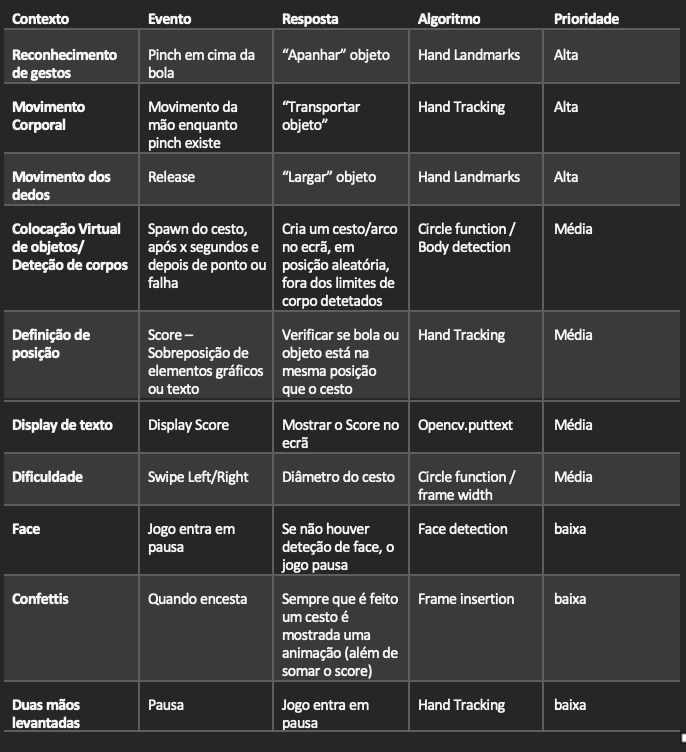 Contexto Evento Resposta Algoritmo Prioridade
Reconhecimento de gestos Pinch em cima da bola “Apanhar” objeto Hand Landmarks Alta
Movimento Corporal Movimento da mão enquanto pinch existe “Transportar objeto” Hand Tracking Alta
Movimento dos dedos Release “Largar” objeto Hand Landmarks Alta
Colocação Virtual de objetos/ Deteção de corpos Spawn do cesto, após x segundos e depois de ponto ou falha Cria um cesto/arco no ecrã, em posição aleatória, fora dos limites de corpo detetados Circle function / Body detection Média
Definição de posição Score – Sobreposição de elementos gráficos ou texto Verificar se bola ou objeto está na mesma posição que o cesto Hand Tracking Média
Display de texto Display Score Mostrar o Score no ecrã Opencv.puttext Média
Dificuldade Swipe Left/Right Diâmetro do cesto Circle function / frame width Média
Face Jogo entra em pausa Se não houver deteção de face, o jogo pausa Face detection baixa
Confettis Quando encesta Sempre que é feito um cesto é mostrada uma animação (além de somar o score) Frame insertion baixa
Duas mãos levantadas Pausa Jogo entra em pausa Hand Tracking baixa